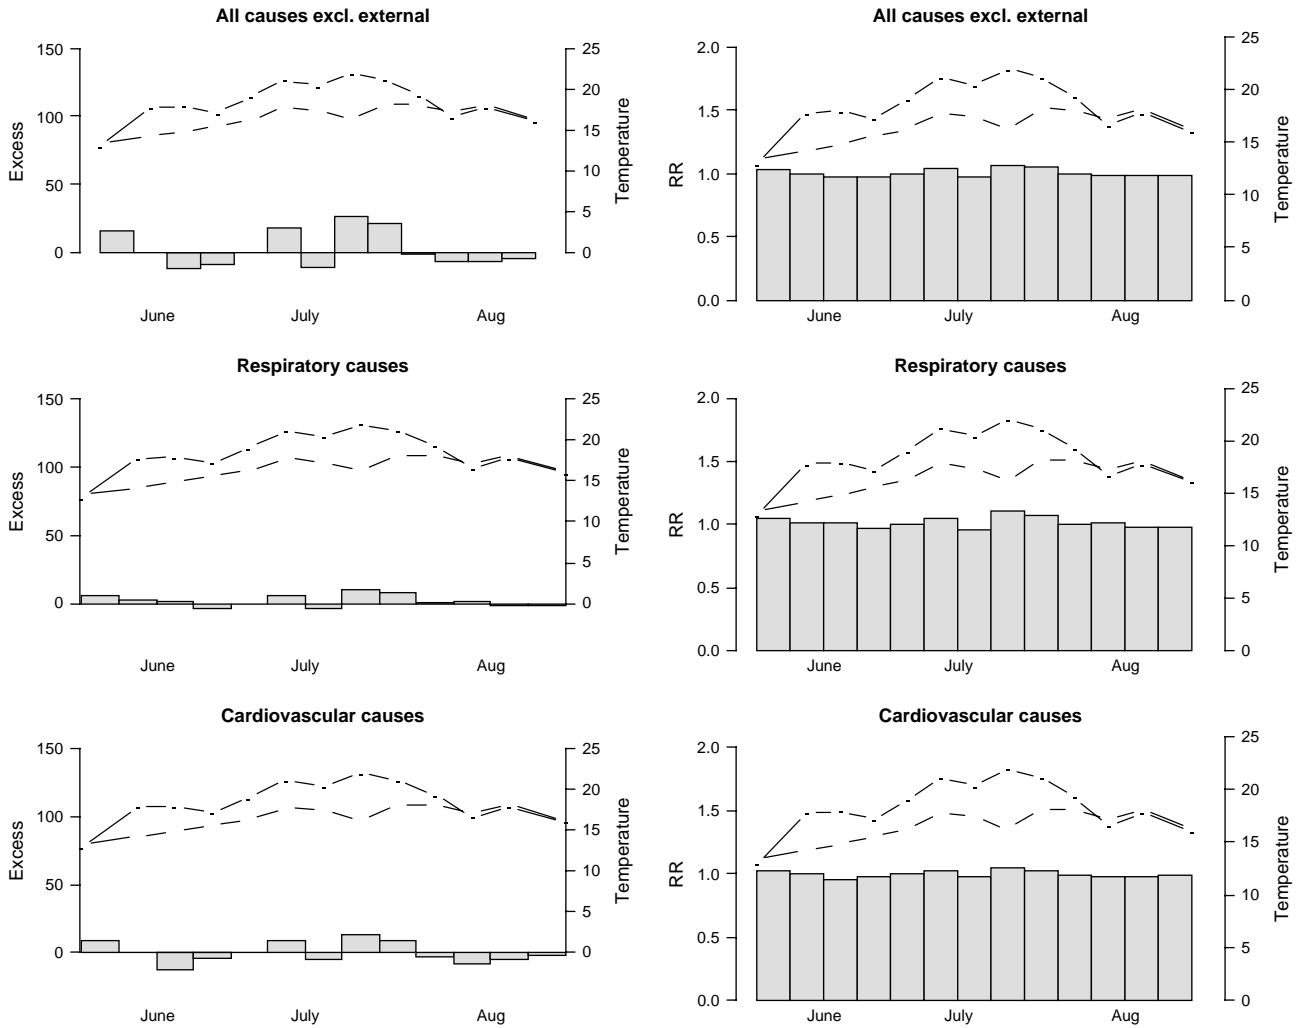 All causes excl. external
150
100
50
0
Excess
25
20
15
10
5
0
Temperature
June July Aug
All causes excl. external
2.0
1.5
1.0
0.5
0.0
RR
25
20
15
10
5
0
Temperature
June July Aug
Respiratory causes
150
100
50
0
Excess
25
20
15
10
5
0
Temperature
June July Aug
Respiratory causes
2.0
1.5
1.0
0.5
0.0
RR
25
20
15
10
5
0
Temperature
June July Aug
Cardiovascular causes
150
100
50
0
Excess
25
20
15
10
5
0
Temperature
June July Aug
Cardiovascular causes
2.0
1.5
1.0
0.5
0.0
RR
25
20
15
10
5
0
Temperature
June July Aug